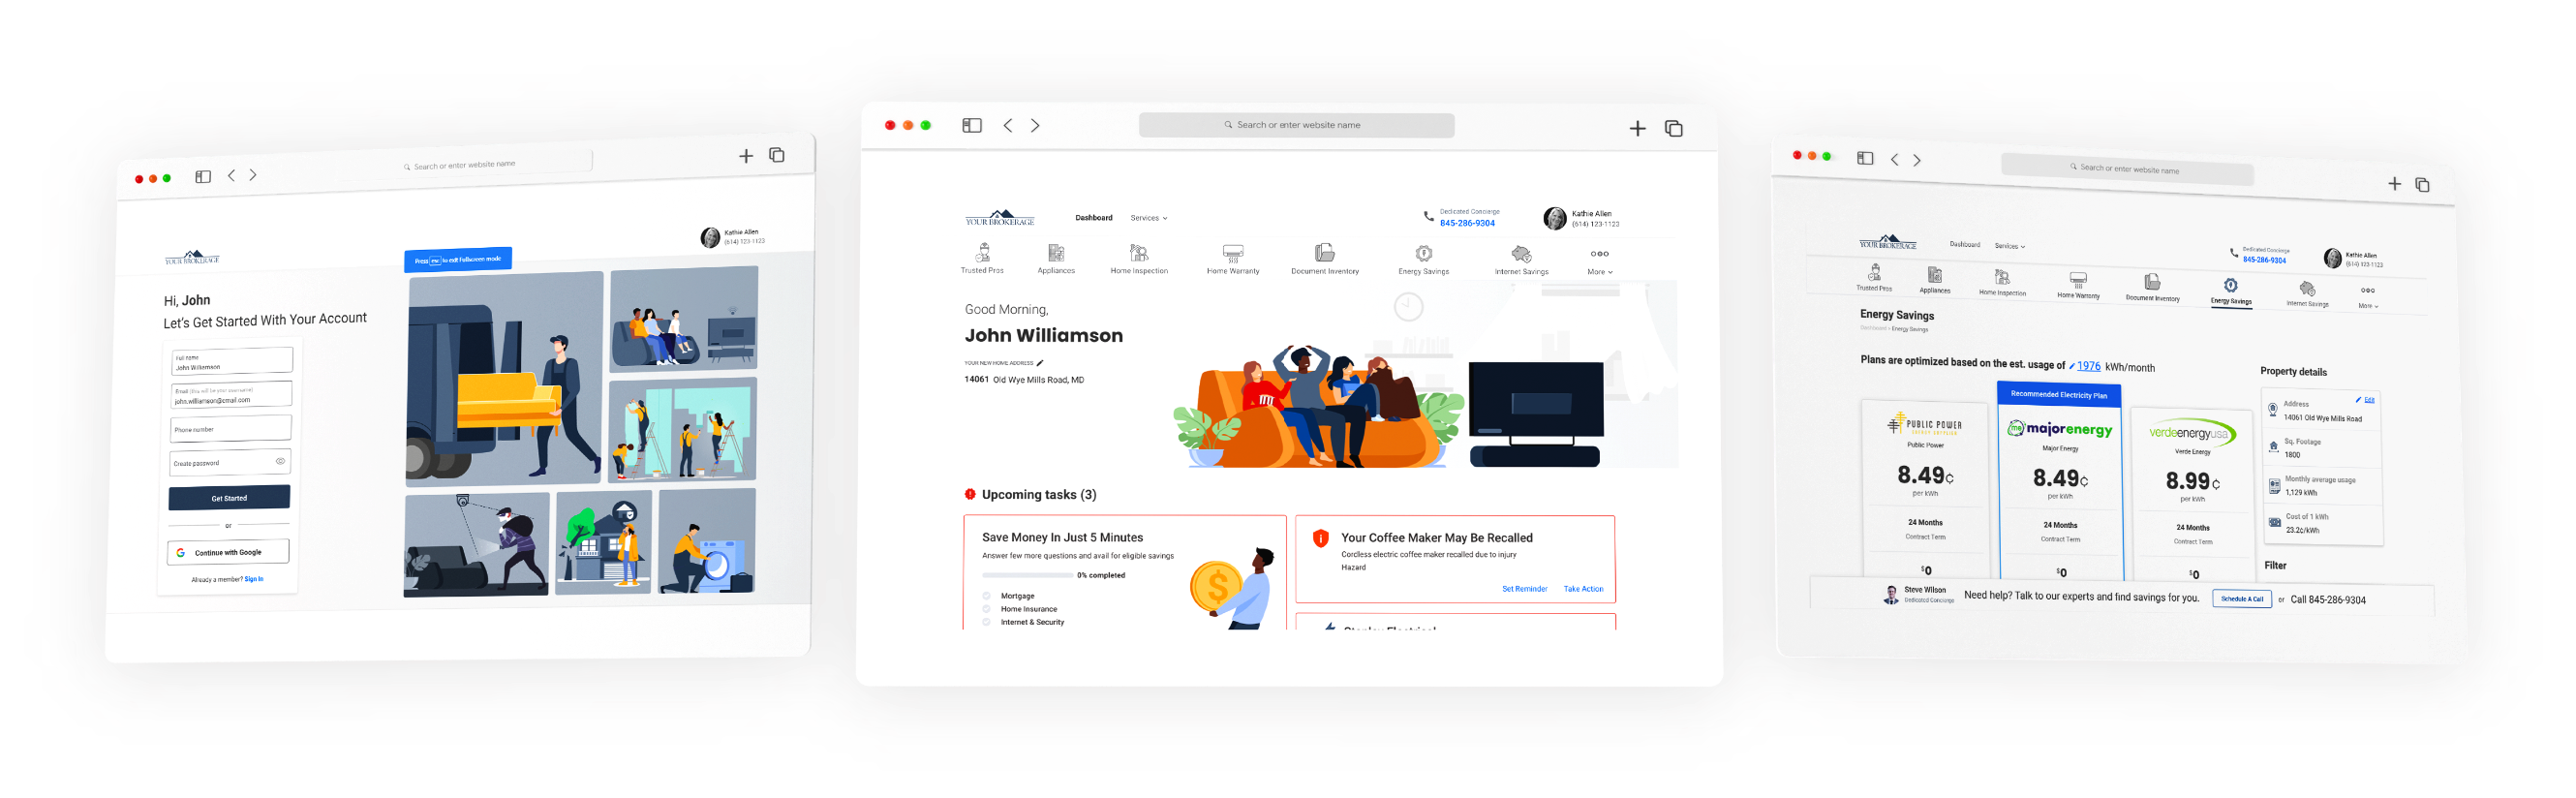 Search or enter website name
YOUR BROKERAGE
Kathie Allen
(614) 123-1123
Press esc to exit Fullscreen mode
Hi, John
Let's Get Started With Your Account
Full name
John Wilkemson
Email (this will be your username)
john.williamson@cmail.com
Phone number
Create password
Get Started
or
Continue with Google
Already a member? Sign In
Search or enter website name
YOUR BROKERAGE
Dashboard
Services
Dedicated Concierge
845-286-9304
Kathie Allen
(614) 123-1123
Trusted Pros
Appliances
Home Inspection
Home Warranty
Document Inventory
Energy Savings
Internet Savings
More
Good Morning,
John Williamson
YOUR NEW HOME ADDRESS
14061 Old Wye Mills Road, MD
Upcoming tasks (3)
Save Money In Just 5 Minutes
Answer few more questions and avail for eligible savings
0% completed
Mortgage
Home Insurance
Internet & Security
Your Coffee Maker May Be Recalled
Cordless electric coffee maker recalled due to injury
Hazard
Set Reminder
Take Action
Search or enter website name
YOUR BROKERAGE
Dashboard
Services
Dedicated Concierge
845-286-9304
Kathie Allen
(614) 123-1123
Trusted Pros
Appliances
Home Inspection
Home Warranty
Document Inventory
Energy Savings
Internet Savings
More
Energy Savings
Dashboard > Energy Savings
Plans are optimized based on the est. usage of 1976 kWh/month
PUBLIC POWER
Public Power
8.49¢
per kWh
24 Months
Contract Term
$0
Recommended Electricity Plan
me majorenergy
Major Energy
8.49¢
per kWh
24 Months
Contract Term
$0
verdeenergyusa
Verde Energy
8.99¢
per kWh
24 Months
Contract Term
$0
Property details
Edit
Address
14061 Old Wye Mills Road
Sq. Footage
1800
Monthly average usage
1,129 kWh
Cost of 1 kWh
23.2¢/kWh
Filter
Steve Wilson
Dedicated Concierge
Need help? Talk to our experts and find savings for you.
Schedule A Call
or
Call 845-286-9304